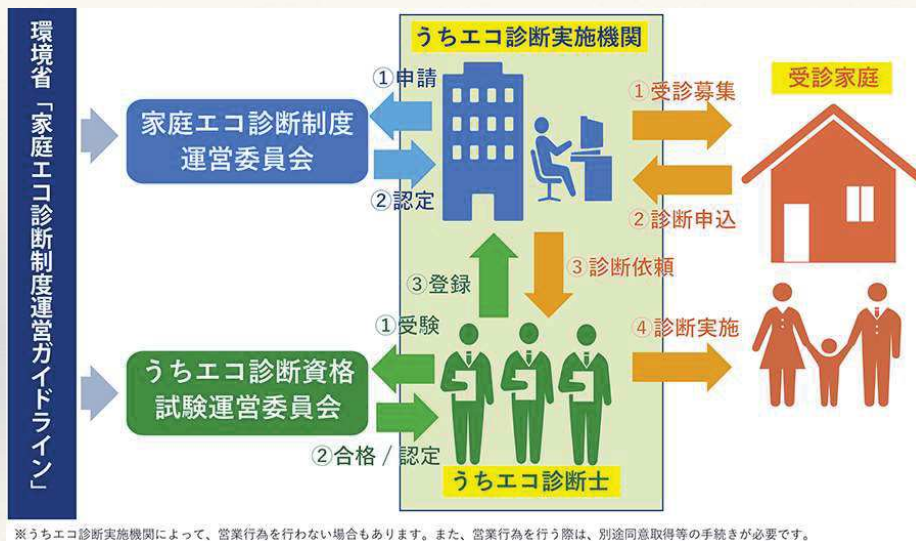 環境省「家庭エコ診断制度運営ガイドライン」
うちエコ診断実施機関
①申請
家庭エコ診断制度
運営委員会
②認定
①受診募集
受診家庭
②診断申込
③登録
③診断依頼
①受験
④診断実施
うちエコ診断資格
試験運営委員会
②合格 / 認定
うちエコ診断士
※うちエコ診断実施機関によって、営業行為を行わない場合もあります。また、営業行為を行う際は、別途同意取得等の手続きが必要です。